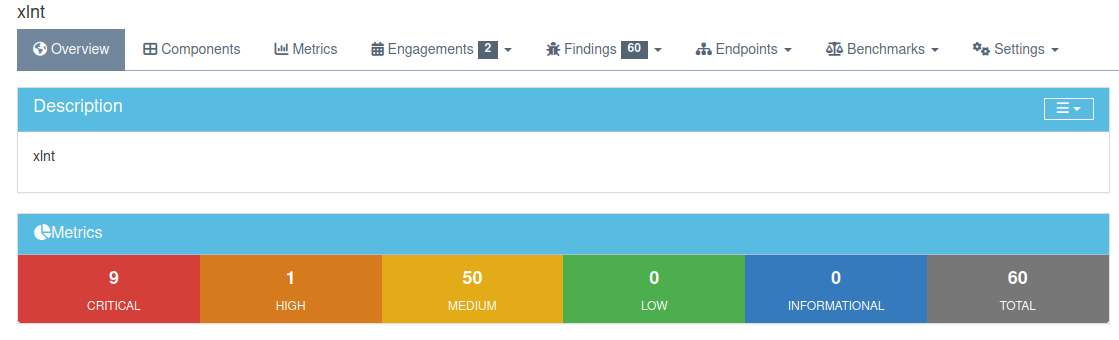 xlnt
Overview Components Metrics Engagements 2 Findings 60 Endpoints Benchmarks Settings
Description
xlnt
Metrics
9 1 50 0 0 60
CRITICAL HIGH MEDIUM LOW INFORMATIONAL TOTAL